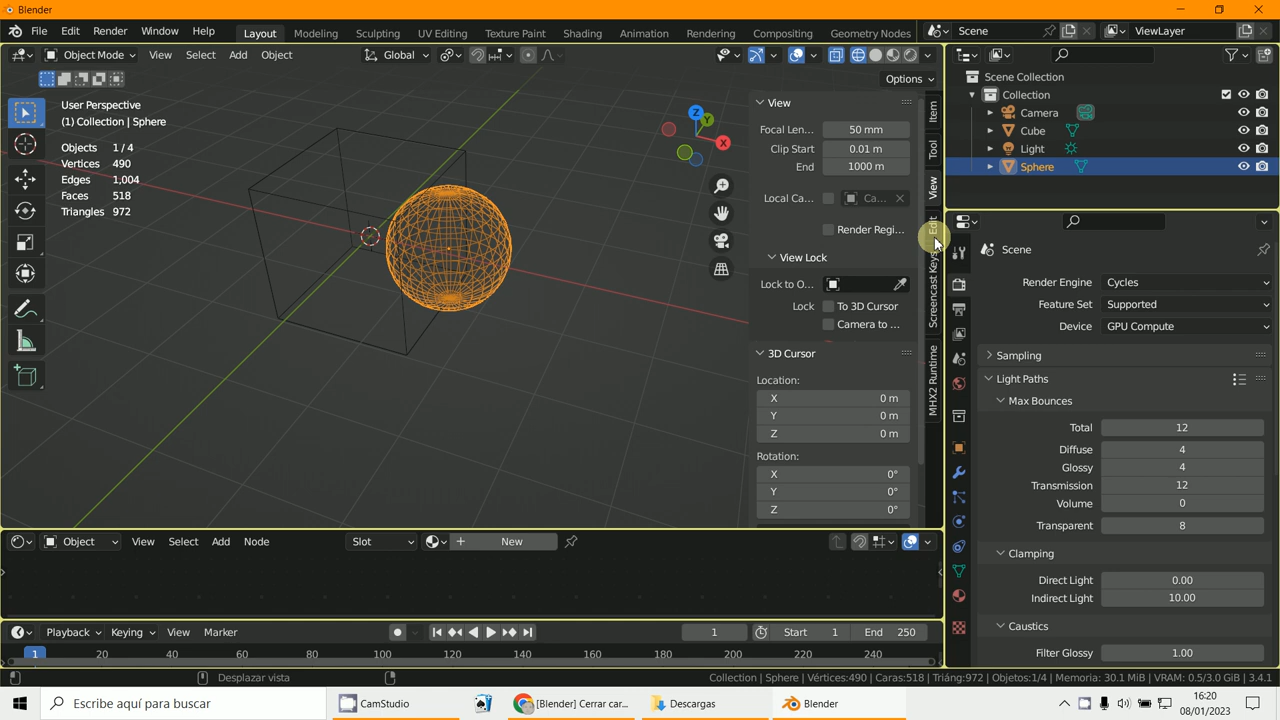 Blender
File Edit Render Window Help
Layout Modeling Sculpting UV Editing Texture Paint Shading Animation Rendering Compositing Geometry Nodes
Scene
ViewLayer
Object Mode View Select Add Object
Global
Options
User Perspective
(1) Collection | Sphere
Objects 1 / 4
Vertices 490
Edges 1,004
Faces 518
Triangles 972
Z
Y
X
View
Focal Len... 50 mm
Clip Start 0.01 m
End 1000 m
Local Ca... Ca...
Render Regi...
View Lock
Lock to O...
Lock To 3D Cursor
Camera to ...
3D Cursor
Location:
X 0 m
Y 0 m
Z 0 m
Rotation:
X 0°
Y 0°
Z 0°
Item
Tool
View
Edit
Screencast Keys
MHX2 Runtime
Scene Collection
Collection
Camera
Cube
Light
Sphere
Scene
Render Engine Cycles
Feature Set Supported
Device GPU Compute
Sampling
Light Paths
Max Bounces
Total 12
Diffuse 4
Glossy 4
Transmission 12
Volume 0
Transparent 8
Clamping
Direct Light 0.00
Indirect Light 10.00
Caustics
Filter Glossy 1.00
Object View Select Add Node Slot New
Playback Keying View Marker
1 Start 1 End 250
1 20 40 60 80 100 120 140 160 180 200 220 240
Desplazar vista
Collection | Sphere | Vértices:490 | Caras:518 | Triáng:972 | Objetos:1/4 | Memoria: 30.1 MiB | VRAM: 0.5/3.0 GiB | 3.4.1
Escribe aquí para buscar
CamStudio
[Blender] Cerrar car...
Descargas
Blender
16:20
08/01/2023